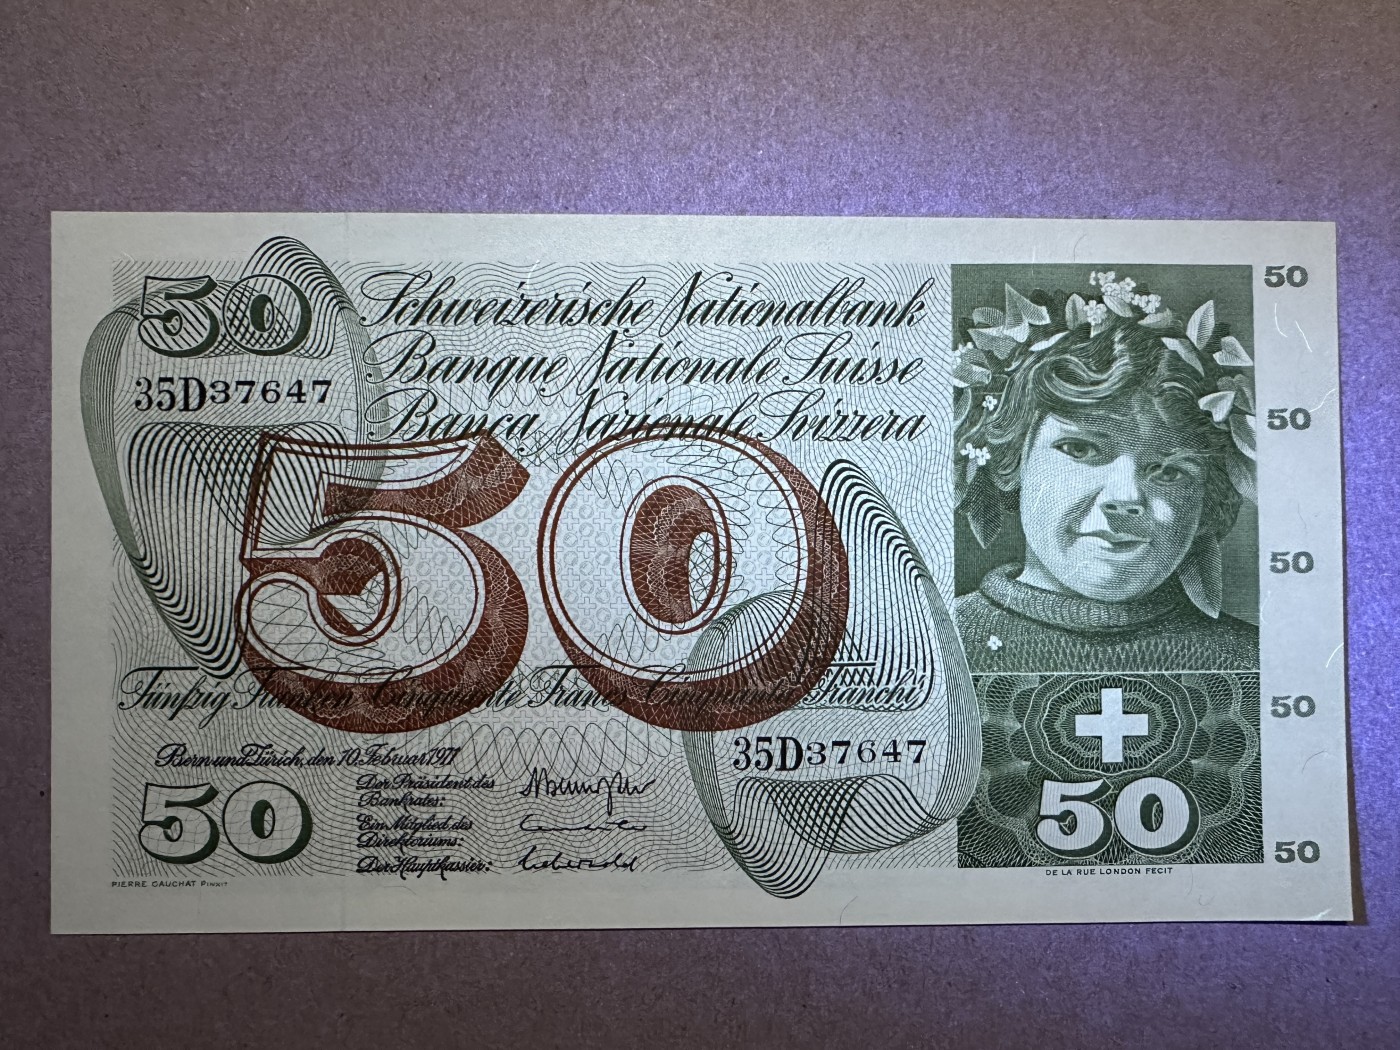 50
Schweizerische Nationalbank
50
Banque Nationale Suisse
35D37647
Banca Nazionale Svizzera
50
50
50
Fünfzig Franken Cinquante Francs Cinquanta Franchi
50
Bern und Zürich, den 10. Februar 1971
35D37647
Der Präsident des
Bankrates:
Ein Mitglied des
Direktoriums:
Der Hauptkassier:
50
50
50
PIERRE GAUCHAT PINXIT
DE LA RUE LONDON FECIT